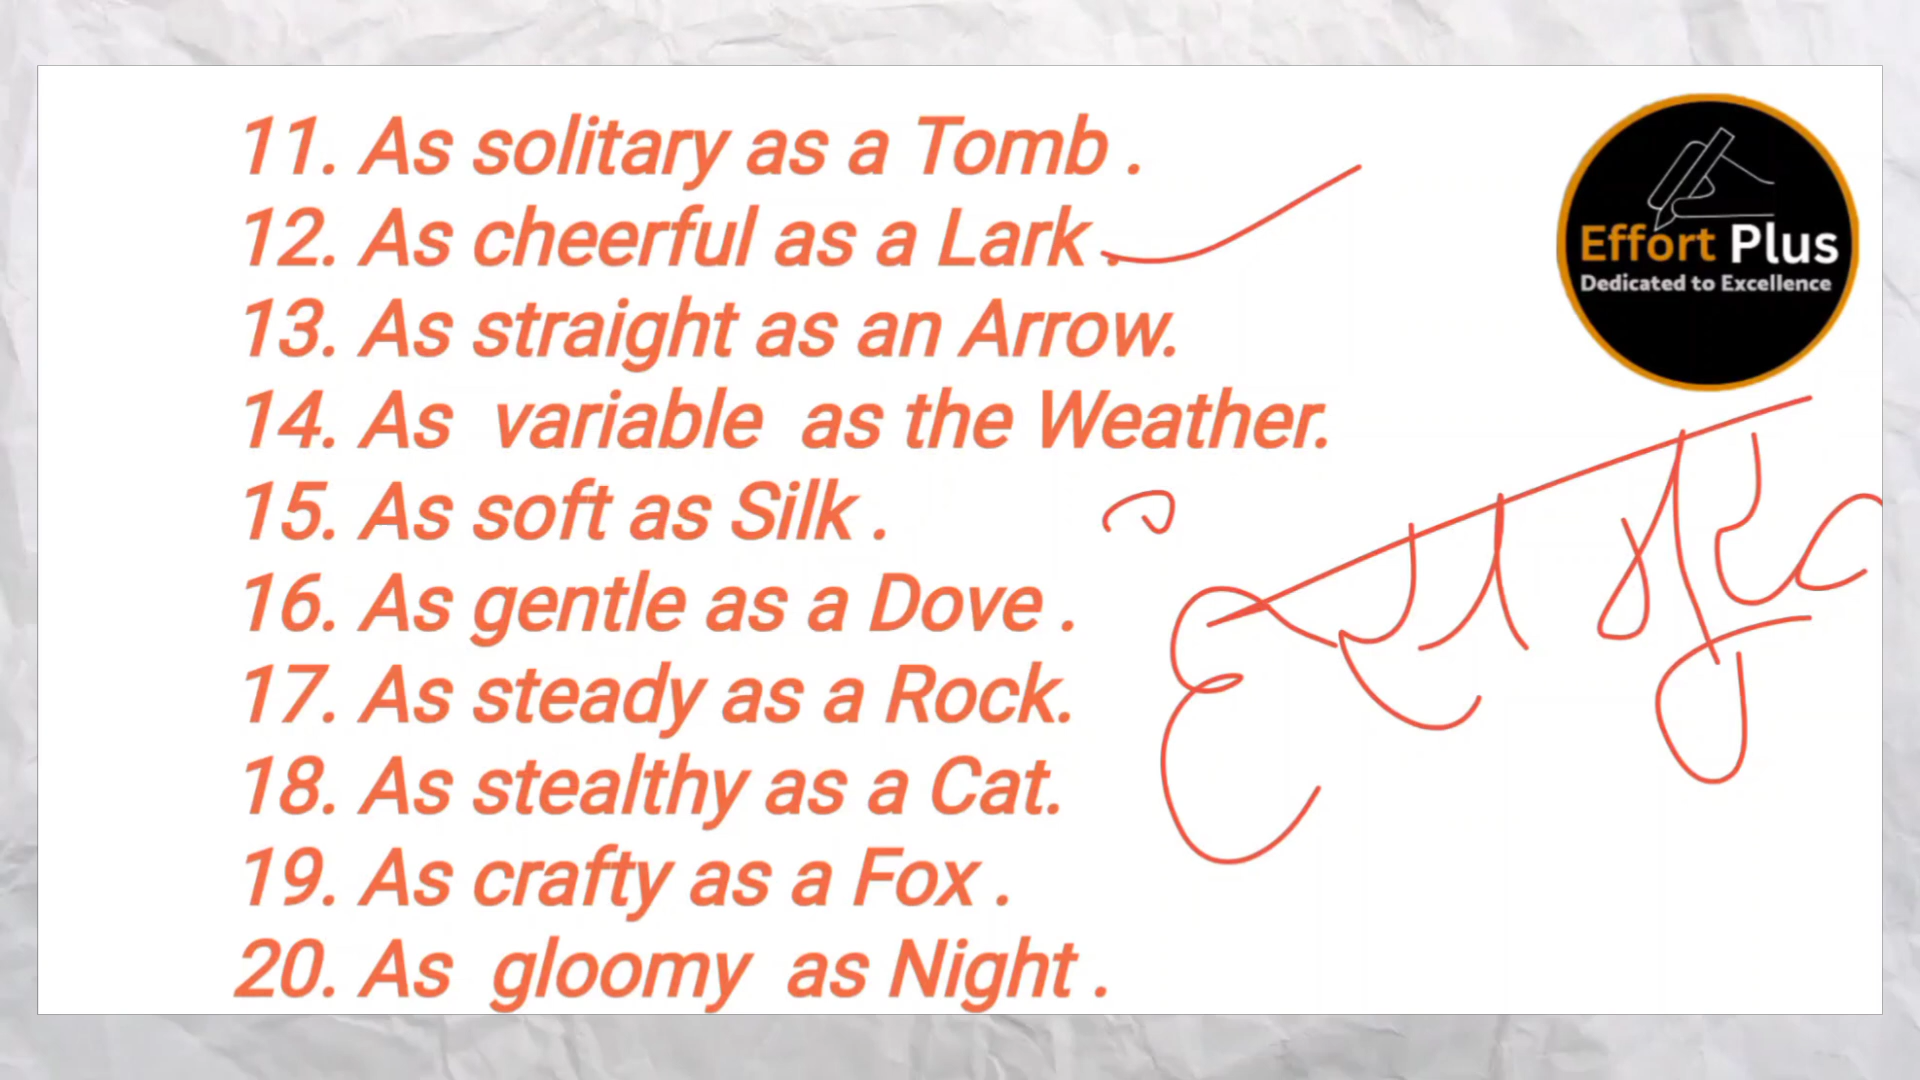 11. As solitary as a Tomb .
12. As cheerful as a Lark .
13. As straight as an Arrow.
14. As variable as the Weather.
15. As soft as Silk .
16. As gentle as a Dove .
17. As steady as a Rock.
18. As stealthy as a Cat.
19. As crafty as a Fox .
20. As gloomy as Night .
Effort Plus
Dedicated to Excellence